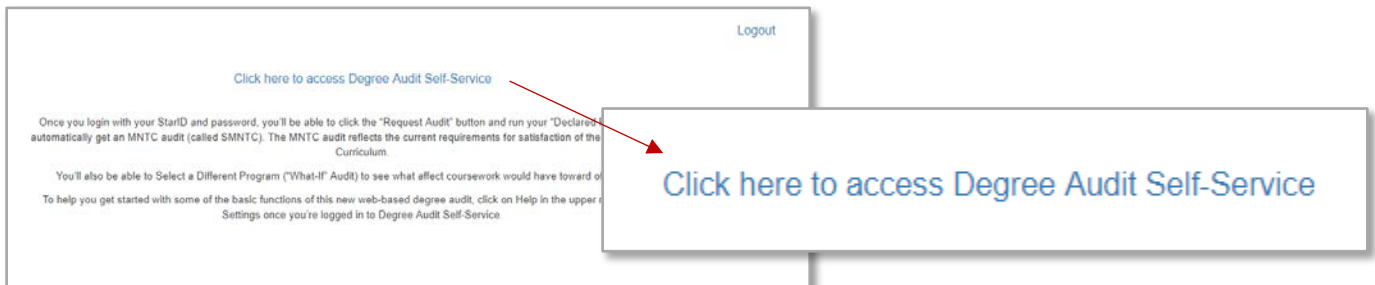 Logout
Click here to access Degree Audit Self-Service
Once you login with your StarID and password, you'll be able to click the "Request Audit" button and run your "Declared
automatically get an MNTC audit (called SMNTC). The MNTC audit reflects the current requirements for satisfaction of the
Curriculum.
You'll also be able to Select a Different Program ("What-If" Audit) to see what affect coursework would have toward
To help you get started with some of the basic functions of this new web-based degree audit, click on Help in the upper
Settings once you're logged in to Degree Audit Self-Service.
Click here to access Degree Audit Self-Service